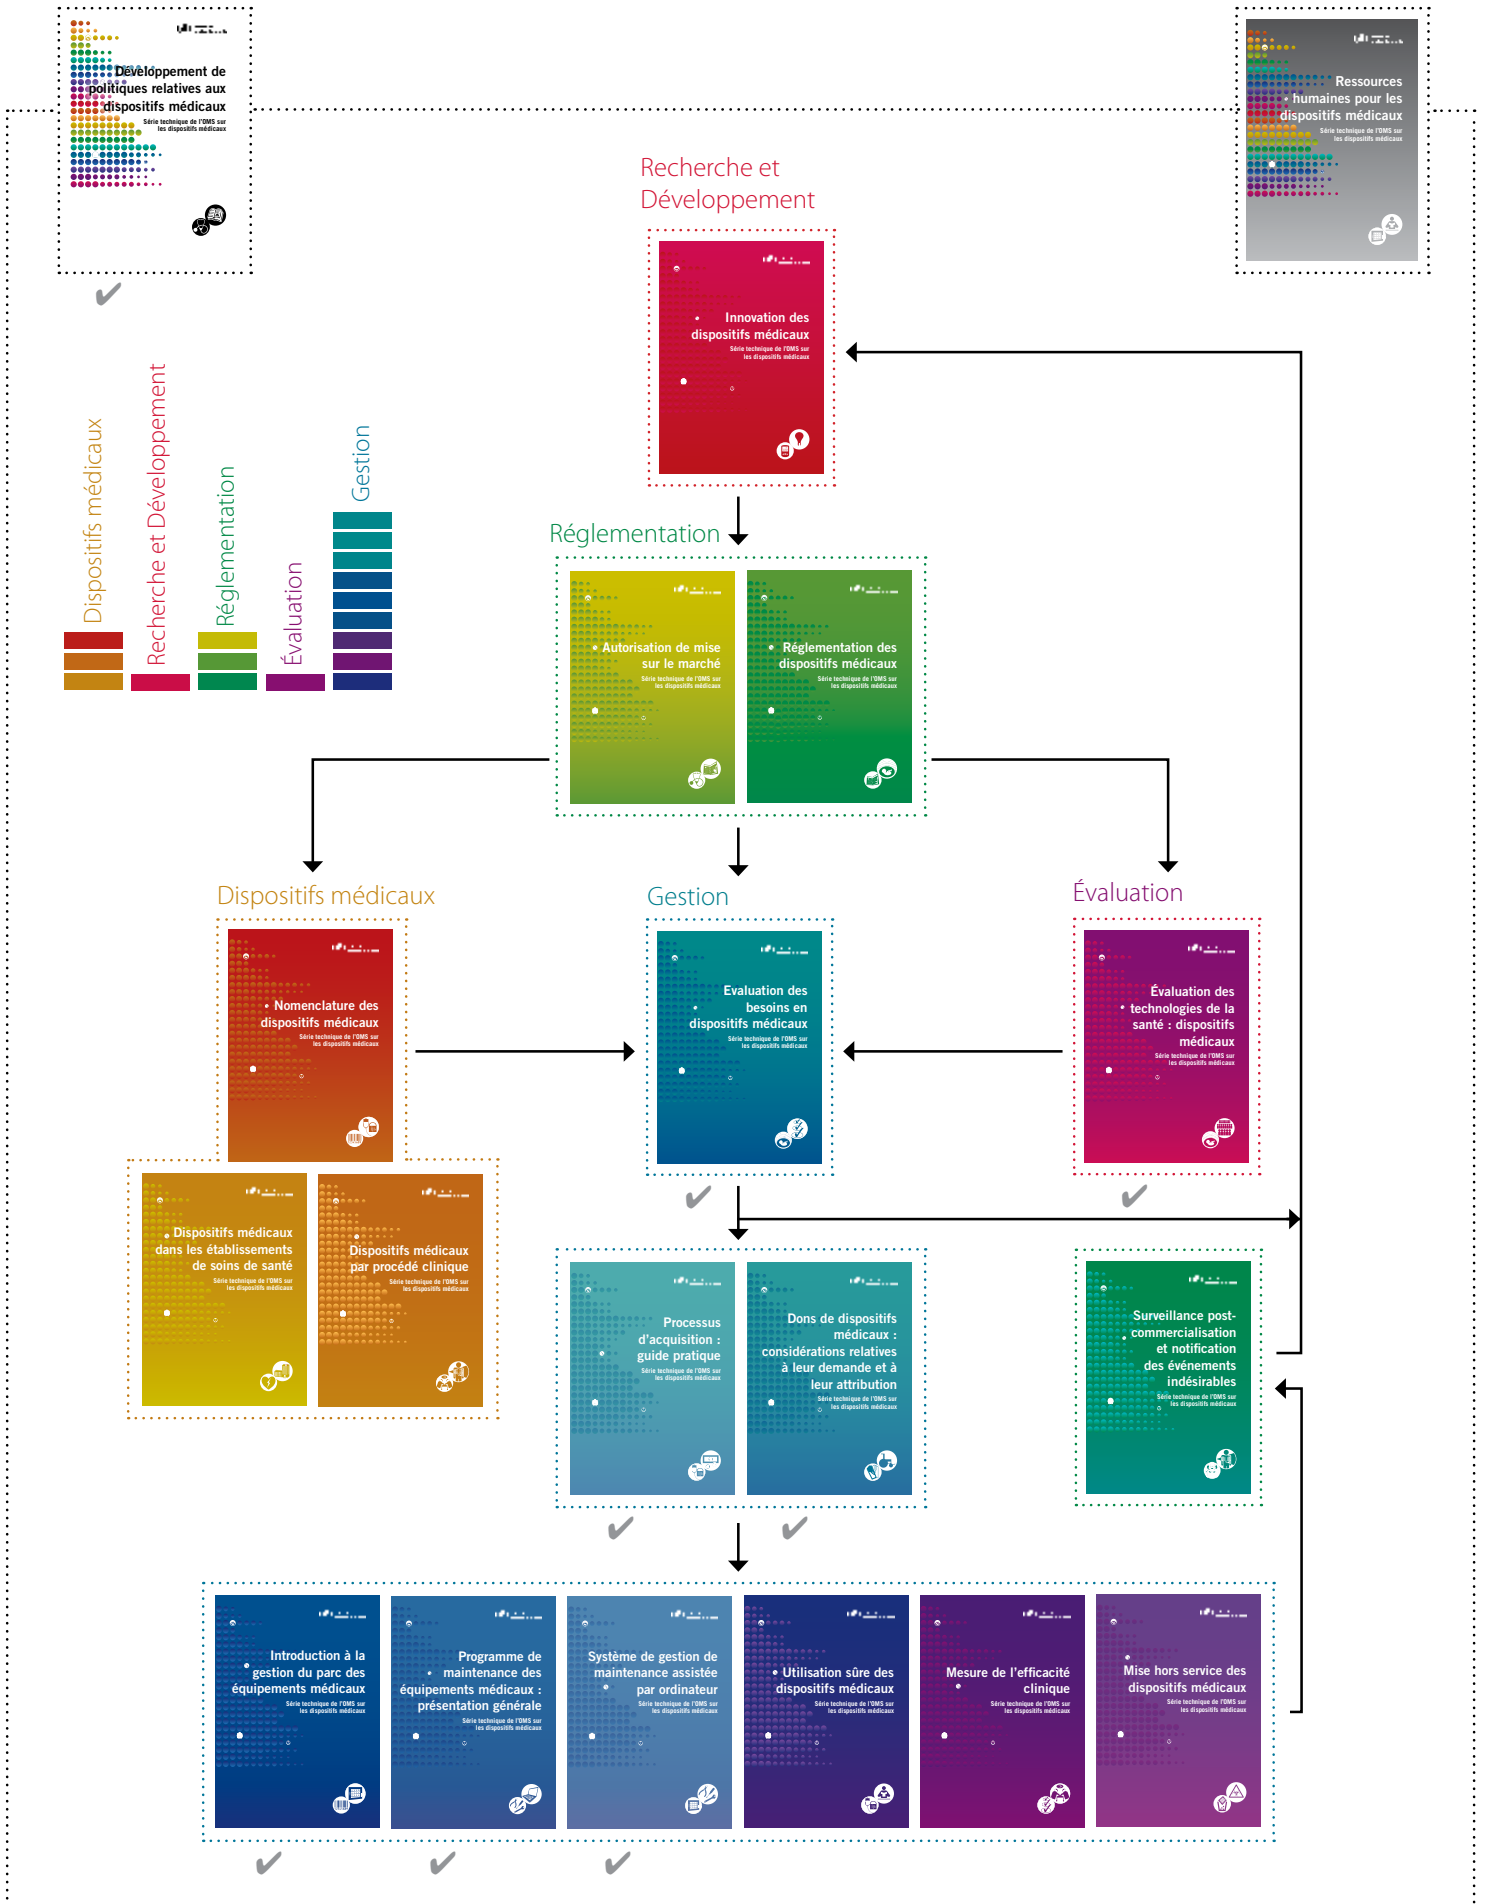 Développement de
politiques relatives aux
dispositifs médicaux
Série technique de l'OMS sur
les dispositifs médicaux
Ressources
humaines pour les
dispositifs médicaux
Série technique de l'OMS sur
les dispositifs médicaux
Recherche et
Développement
Innovation des
dispositifs médicaux
Série technique de l'OMS sur
les dispositifs médicaux
Dispositifs médicaux
Recherche et Développement
Réglementation
Évaluation
Gestion
Réglementation
Autorisation de mise
sur le marché
Série technique de l'OMS sur
les dispositifs médicaux
Réglementation des
dispositifs médicaux
Série technique de l'OMS sur
les dispositifs médicaux
Dispositifs médicaux
Nomenclature des
dispositifs médicaux
Série technique de l'OMS sur
les dispositifs médicaux
Gestion
Evaluation des
besoins en
dispositifs médicaux
Série technique de l'OMS sur
les dispositifs médicaux
Évaluation
Évaluation des
technologies de la
santé : dispositifs
médicaux
Série technique de l'OMS sur
les dispositifs médicaux
Dispositifs médicaux
dans les établissements
de soins de santé
Série technique de l'OMS sur
les dispositifs médicaux
Dispositifs médicaux
par procédé clinique
Série technique de l'OMS sur
les dispositifs médicaux
Processus
d'acquisition :
guide pratique
Série technique de l'OMS sur
les dispositifs médicaux
Dons de dispositifs
médicaux :
considérations relatives
à leur demande et à
leur attribution
Série technique de l'OMS sur
les dispositifs médicaux
Surveillance post-
commercialisation
et notification
des événements
indésirables
Série technique de l'OMS sur
les dispositifs médicaux
Introduction à la
gestion du parc des
équipements médicaux
Série technique de l'OMS sur
les dispositifs médicaux
Programme de
maintenance des
équipements médicaux :
présentation générale
Série technique de l'OMS sur
les dispositifs médicaux
Système de gestion de
maintenance assistée
par ordinateur
Série technique de l'OMS sur
les dispositifs médicaux
Utilisation sûre des
dispositifs médicaux
Série technique de l'OMS sur
les dispositifs médicaux
Mesure de l'efficacité
clinique
Série technique de l'OMS sur
les dispositifs médicaux
Mise hors service des
dispositifs médicaux
Série technique de l'OMS sur
les dispositifs médicaux